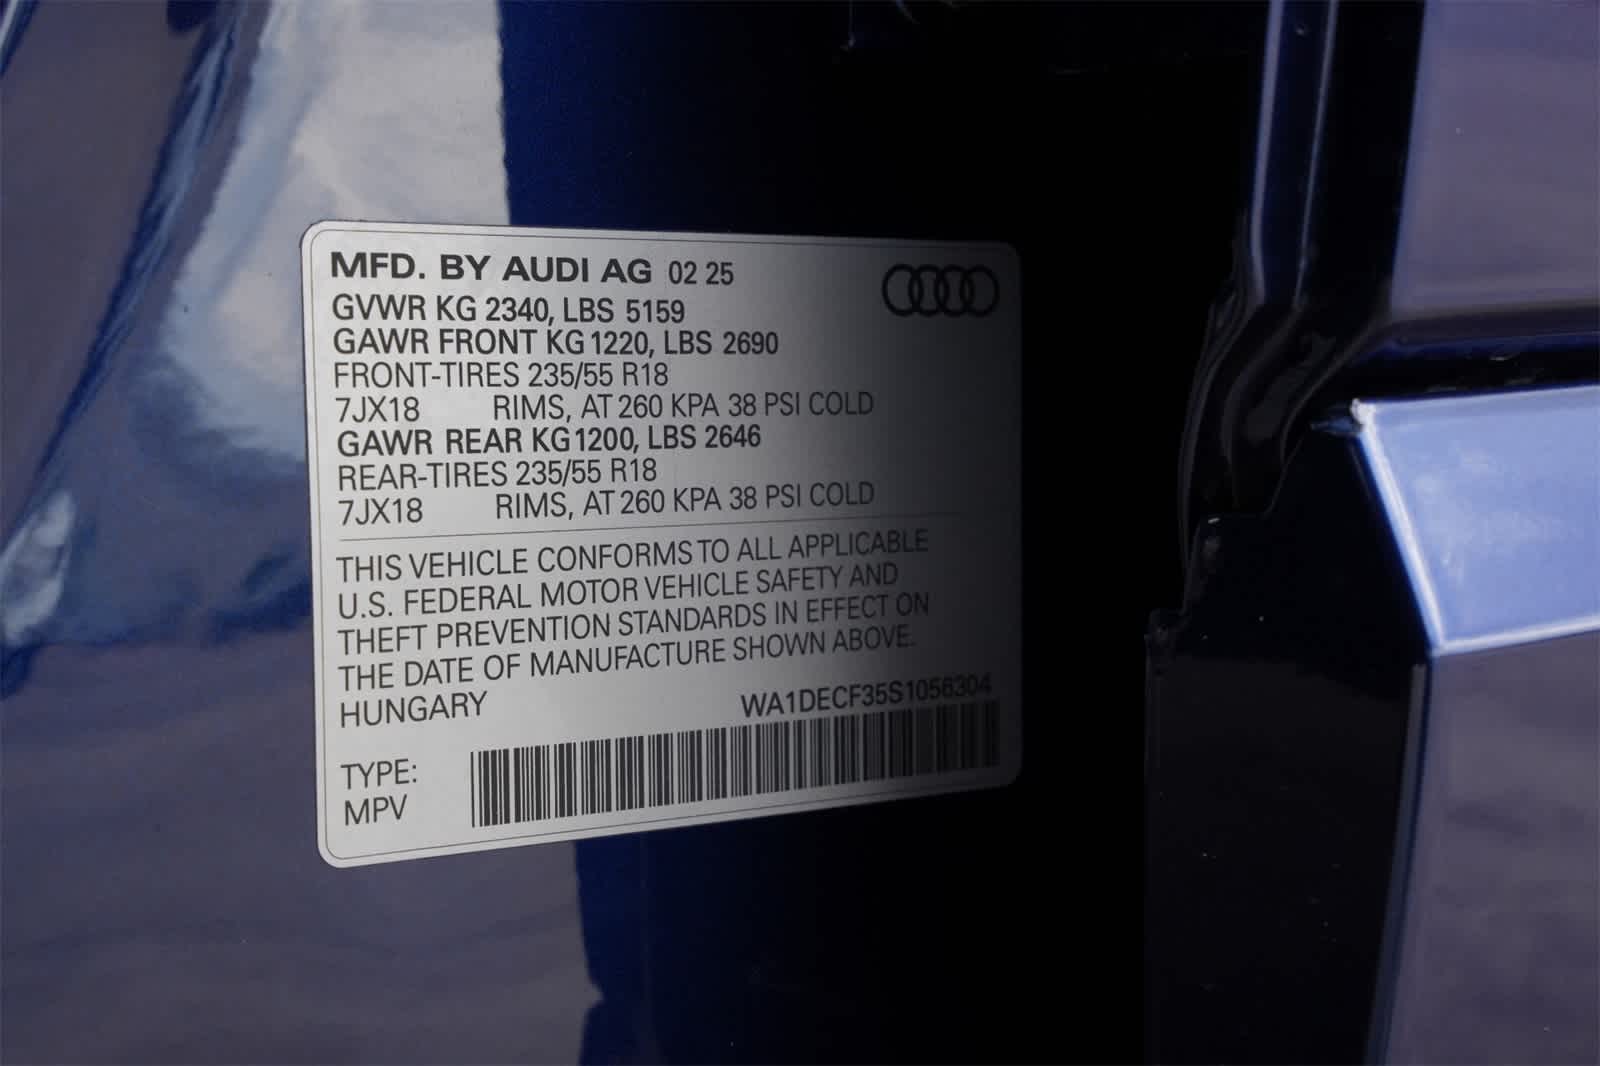 MFD. BY AUDI AG 02 25
GVWR KG 2340, LBS 5159
GAWR FRONT KG 1220, LBS 2690
FRONT-TIRES 235/55 R18
7JX18 RIMS, AT 260 KPA 38 PSI COLD
GAWR REAR KG 1200, LBS 2646
REAR-TIRES 235/55 R18
7JX18 RIMS, AT 260 KPA 38 PSI COLD
THIS VEHICLE CONFORMS TO ALL APPLICABLE
U.S. FEDERAL MOTOR VEHICLE SAFETY AND
THEFT PREVENTION STANDARDS IN EFFECT ON
THE DATE OF MANUFACTURE SHOWN ABOVE.
HUNGARY WA1DECF35S1056304
TYPE:
MPV